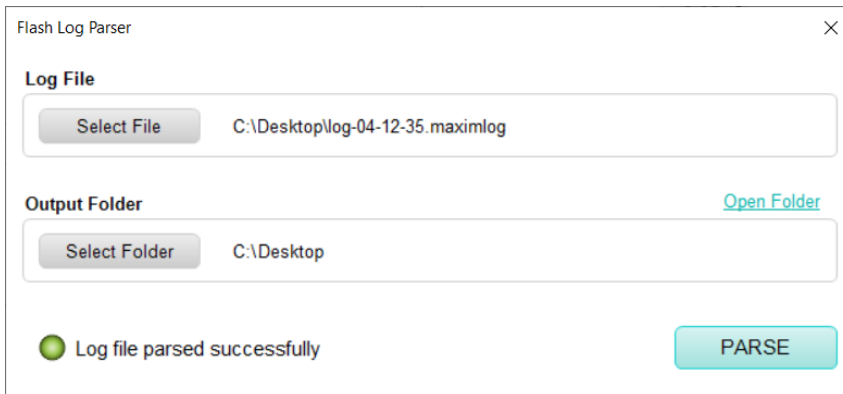 Flash Log Parser
Log File
Select File C:\Desktop\log-04-12-35.maximlog
Output Folder Open Folder
Select Folder C:\Desktop
Log file parsed successfully PARSE